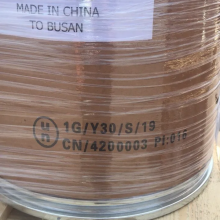 MADE IN CHINA
TO BUSAN
1G/Y30/S/19
CN/4200003 PI:016